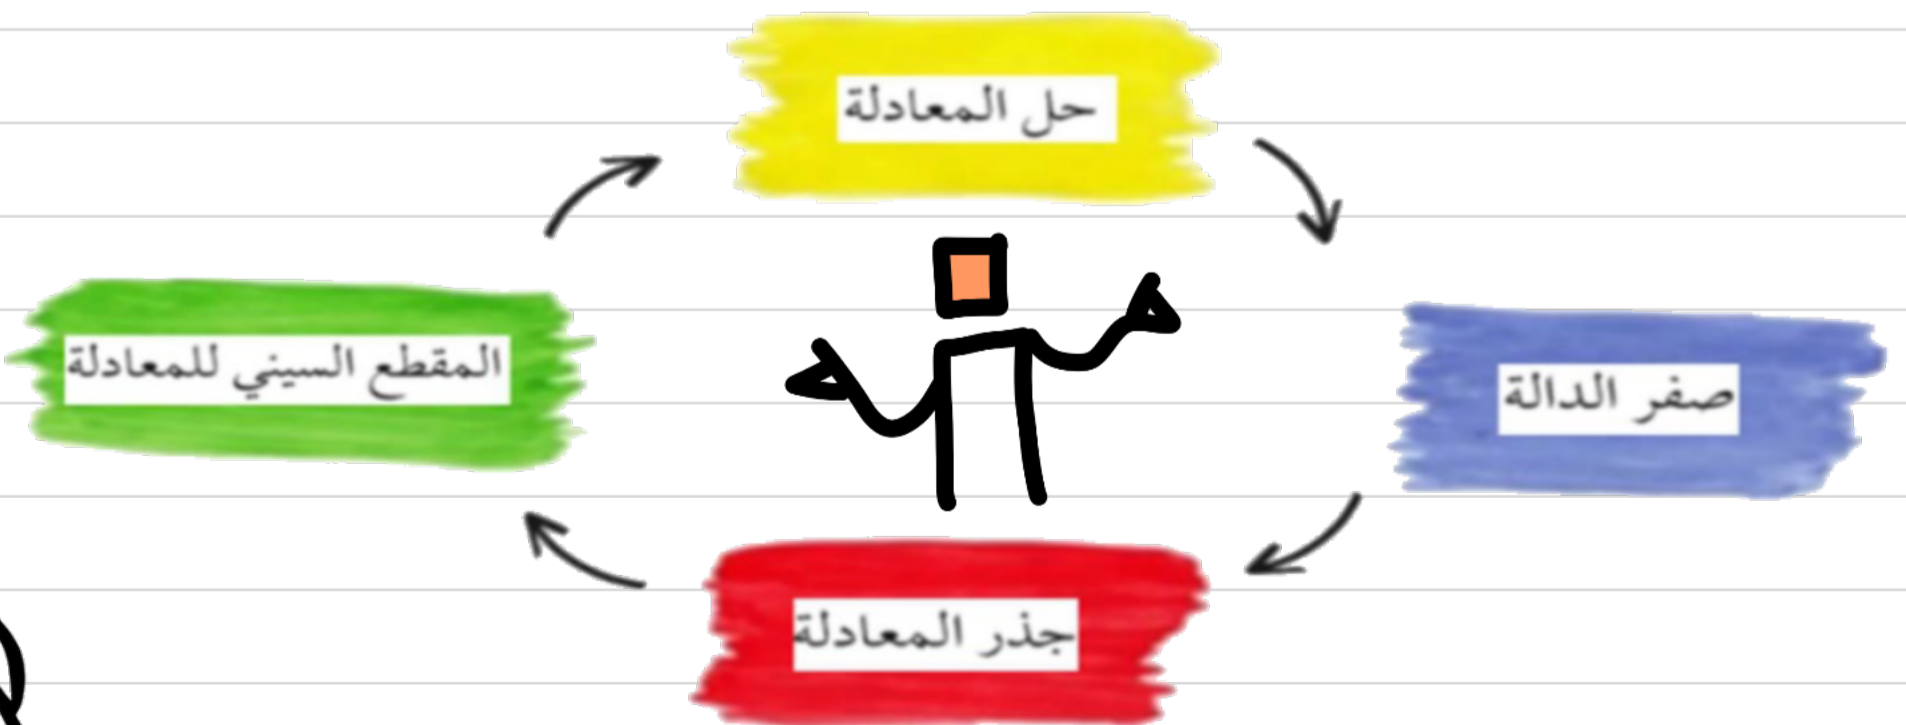 حل المعادلة
صفر الدالة
جذر المعادلة
المقطع السيني للمعادلة